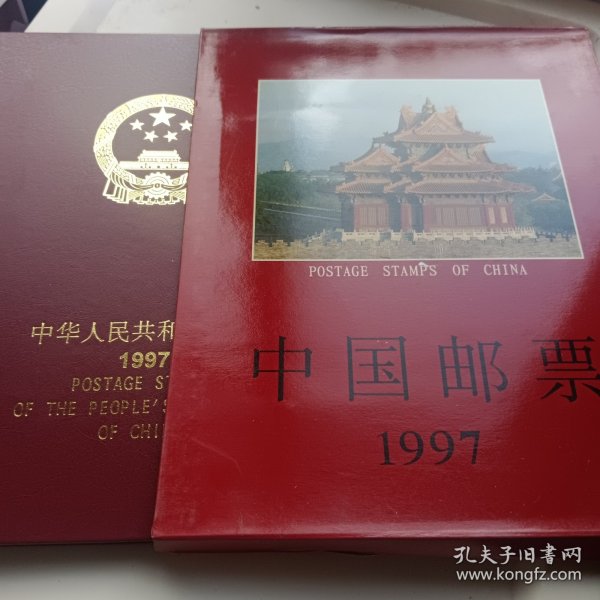 中华人民共和
1997
POSTAGE ST
OF THE PEOPLE'S
OF CHI
POSTAGE STAMPS OF CHINA
中国邮票
1997
孔夫子旧书网
www.kongfz.com